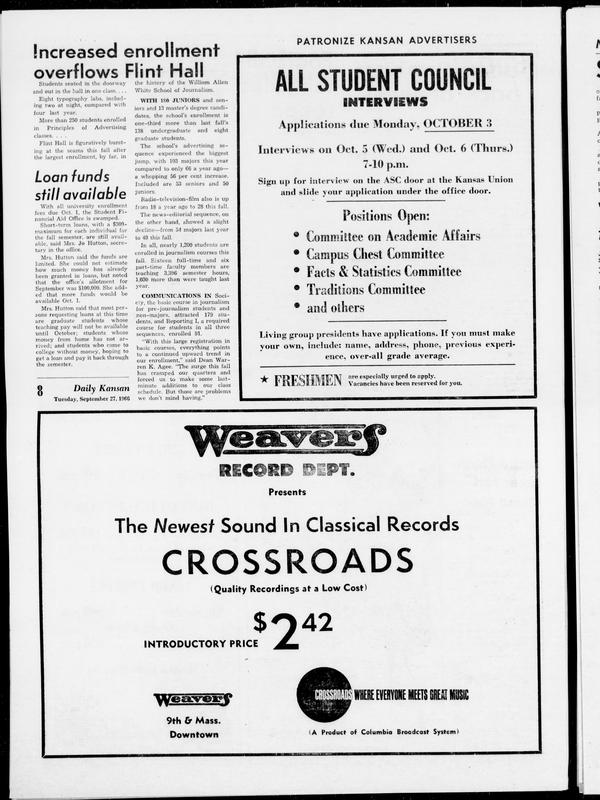 Increased enrollment
overflows Flint Hall
Students seated in the doorway
and out in the hall in one class. . . .
Eight typography labs, includ-
ing two at night, compared with
four last year.
More than 250 students enrolled
in Principles of Advertising
classes. . . .
Flint Hall is figuratively burst-
ing at the seams this fall after
the largest enrollment, by far, in
the history of the William Allen
White School of Journalism.
WITH 166 JUNIORS and sen-
iors and 13 master's degree candi-
dates, the school's enrollment is
one-third more than last fall's
128 undergraduate and eight
graduate students.
The school's advertising se-
quence experienced the biggest
jump, with 103 majors this year
compared to only 66 a year ago—
a whopping 56 per cent increase.
Included are 53 seniors and 50
juniors.
Radio-television-film also is up
from 18 a year ago to 28 this fall.
The news-editorial sequence, on
the other hand, showed a slight
decline—from 54 majors last year
to 49 this fall.
In all, nearly 1,200 students are
enrolled in journalism courses this
fall. Sixteen full-time and six
part-time faculty members are
teaching 3,396 semester hours,
1,020 more than were taught last
year.
COMMUNICATIONS IN Soci-
ety, the basic course in journalism
for pre-journalism students and
non-majors, attracted 179 stu-
dents, and Reporting I, a required
course for students in all three
sequences, enrolled 91.
"With this large registration in
basic courses, everything points
to a continued upward trend in
our enrollment," said Dean War-
ren K. Agee. "The surge this fall
has cramped our quarters and
forced us to make some last-
minute additions to our class
schedule. But those are problems
we don't mind having."
Loan funds
still available
With all university enrollment
fees due Oct. 1, the Student Fi-
nancial Aid Office is swamped.
Short-term loans, with a $300-
maximum for each individual for
the fall semester, are still avail-
able, said Mrs. Jo Hutton, secre-
tary in the office.
Mrs. Hutton said the funds are
limited. She could not estimate
how much money has already
been granted in loans, but noted
that the office's allotment for
September was $100,000. She add-
ed that more funds would be
available Oct. 1.
Mrs. Hutton said that most per-
sons requesting loans at this time
are graduate students whose
teaching pay will not be available
until October; students whose
money from home has not ar-
rived; and students who come to
college without money, hoping to
get a loan and pay it back through
the semester.
8 Daily Kansan
Tuesday, September 27, 1966
PATRONIZE KANSAN ADVERTISERS
ALL STUDENT COUNCIL
INTERVIEWS
Applications due Monday, OCTOBER 3
Interviews on Oct. 5 (Wed.) and Oct. 6 (Thurs.)
7-10 p.m.
Sign up for interview on the ASC door at the Kansas Union
and slide your application under the office door.
Positions Open:
• Committee on Academic Affairs
• Campus Chest Committee
• Facts & Statistics Committee
• Traditions Committee
• and others
Living group presidents have applications. If you must make
your own, include: name, address, phone, previous experi-
ence, over-all grade average.
★ FRESHMEN are especially urged to apply.
Vacancies have been reserved for you.
Weavers
RECORD DEPT.
Presents
The Newest Sound In Classical Records
CROSSROADS
(Quality Recordings at a Low Cost)
INTRODUCTORY PRICE $2 42
Weavers
9th & Mass.
Downtown
CROSSROADS WHERE EVERYONE MEETS GREAT MUSIC
(A Product of Columbia Broadcast System)